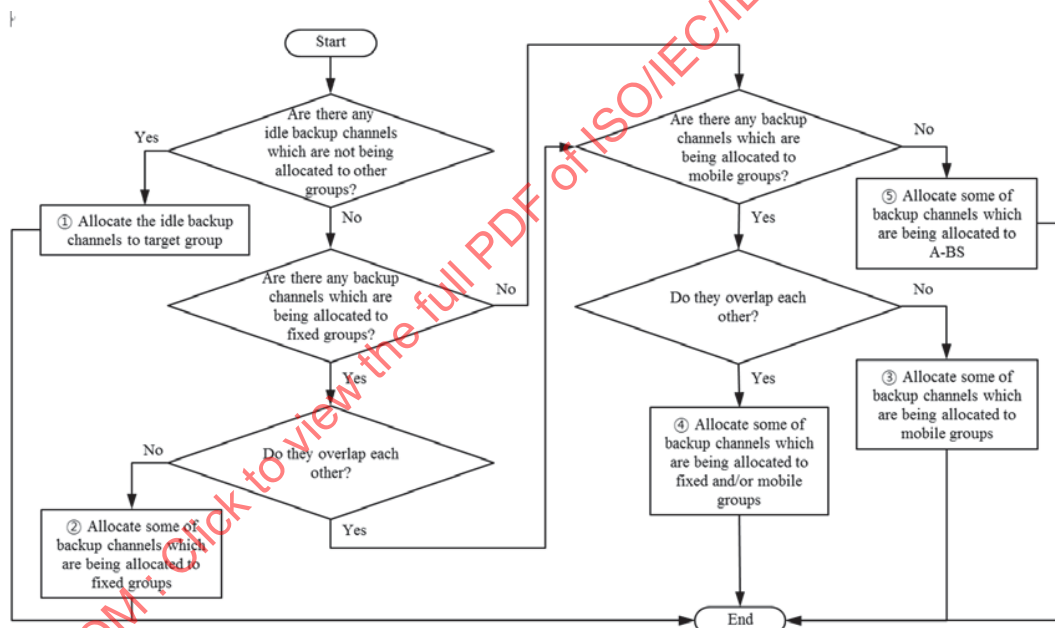 Start
Are there any
idle backup channels
which are not being
allocated to other
groups?
Yes
No
① Allocate the idle backup
channels to target group
Are there any backup
channels which are
being allocated to
fixed groups?
No
Yes
Do they overlap each
other?
No
Yes
② Allocate some of
backup channels which
are being allocated to
fixed groups
Are there any backup
channels which are
being allocated to
mobile groups?
No
Yes
⑤ Allocate some of
backup channels which
are being allocated to
A-BS
Do they overlap each
other?
No
Yes
③ Allocate some of
backup channels which
are being allocated to
mobile groups
④ Allocate some of
backup channels which
are being allocated to
fixed and/or mobile
groups
End
OM : Click to view the full PDF of ISO/IEC/IE